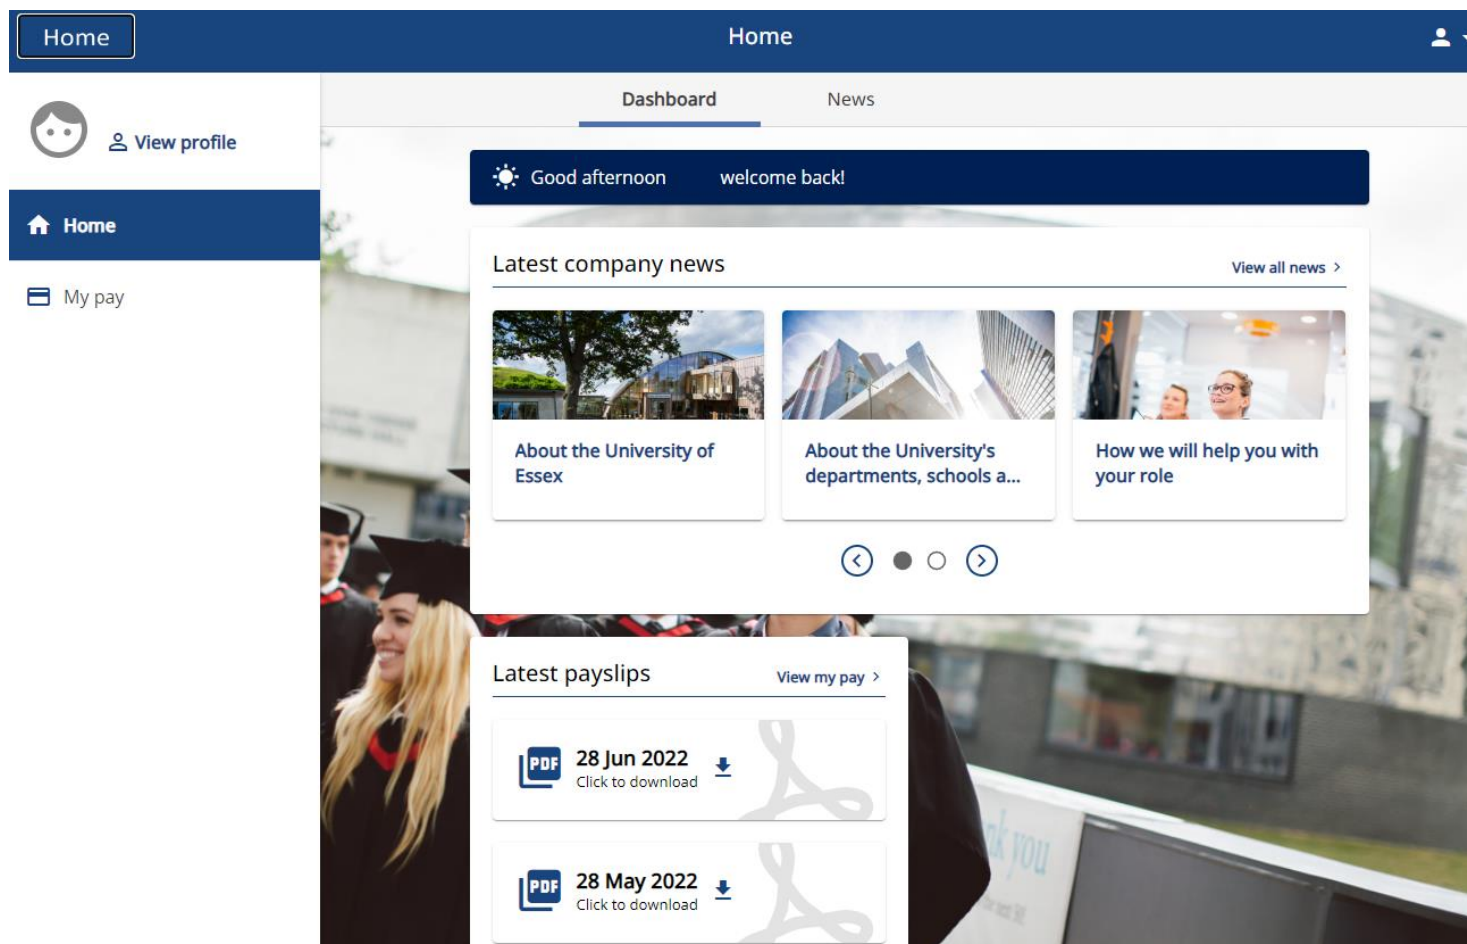 Home
Home
View profile
Home
My pay
Dashboard
News
Good afternoon welcome back!
Latest company news
View all news >
About the University of
Essex
About the University's
departments, schools a...
How we will help you with
your role
Latest payslips
View my pay >
PDF
28 Jun 2022
Click to download
PDF
28 May 2022
Click to download
you